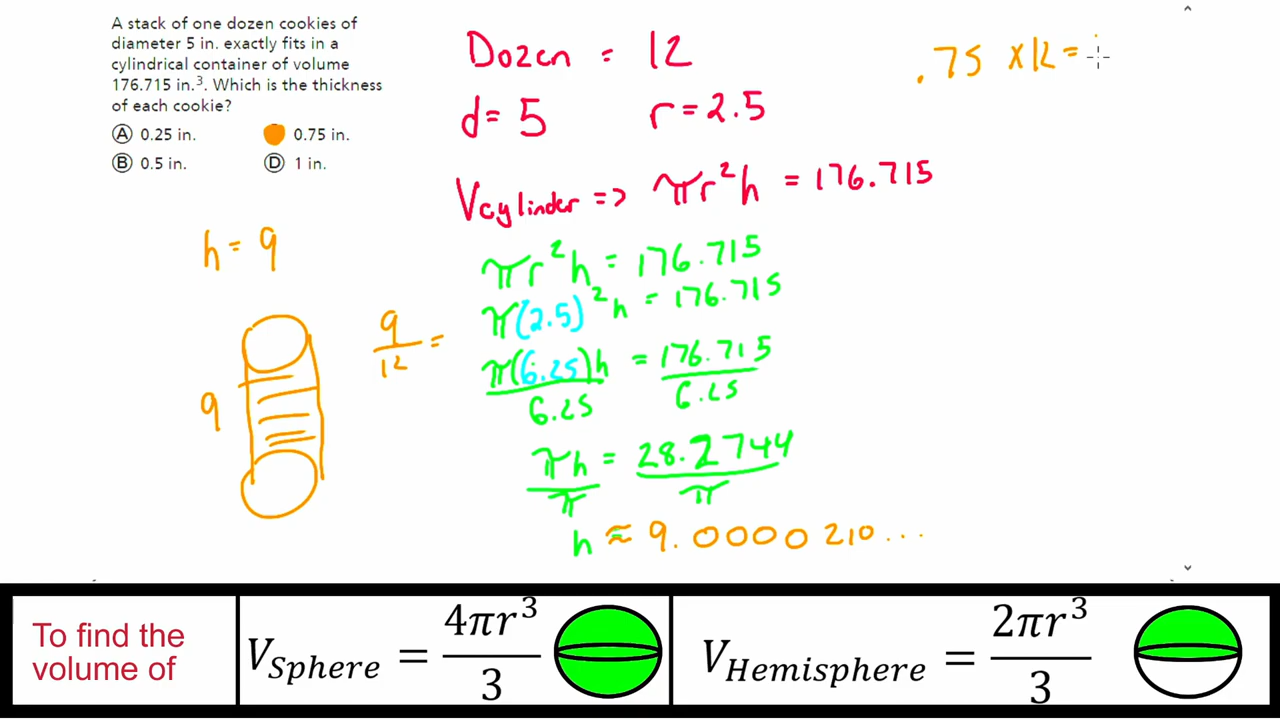 A stack of one dozen cookies of
diameter 5 in. exactly fits in a
cylindrical container of volume
176.715 in.³. Which is the thickness
of each cookie?
Ⓐ 0.25 in. 0.75 in.
Ⓑ 0.5 in. Ⓓ 1 in.
Dozen = 12
d = 5 r = 2.5
Vcylinder => πr²h = 176.715
πr²h = 176.715
π(2.5)²h = 176.715
π(6.25)h = 176.715
6.25 6.25
πh = 28.2744
π π
h ≈ 9.0000210...
.75 x12 =
h = 9
9
9
12 =
To find the
volume of
V_Sphere = 4πr³/3
V_Hemisphere = 2πr³/3